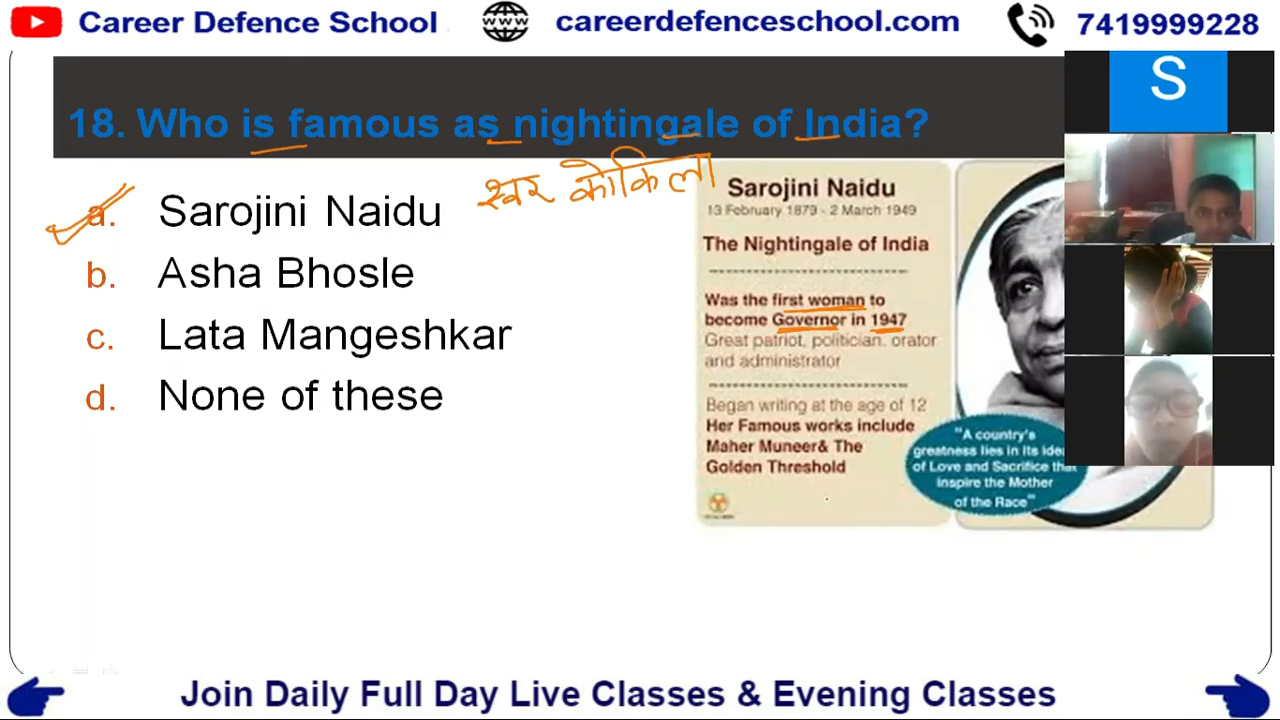 Career Defence School
WWW
careerdefenceschool.com
7419999228
18. Who is famous as nightingale of India?
स्वर कोकिला
a. Sarojini Naidu
b. Asha Bhosle
c. Lata Mangeshkar
d. None of these
Sarojini Naidu
13 February 1879 - 2 March 1949
The Nightingale of India
Was the first woman to
become Governor in 1947
Great patriot, politician, orator
and administrator
Began writing at the age of 12
Her Famous works include
Maher Muneer& The
Golden Threshold
"A country's
greatness lies in its idea
of Love and Sacrifice that
inspire the Mother
of the Race"
S
Join Daily Full Day Live Classes & Evening Classes